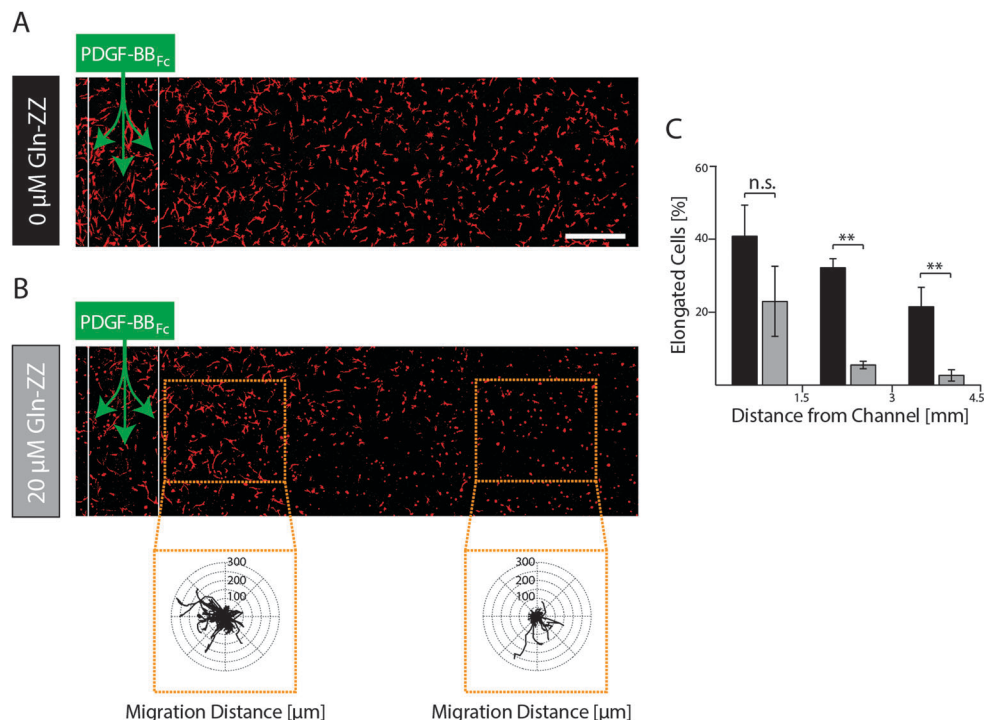 A
PDGF-BBFc
0 μM Gln-ZZ
B
PDGF-BBFc
20 μM Gln-ZZ
300
200
100
Migration Distance [μm]
300
200
100
Migration Distance [μm]
C
60
40
20
Elongated Cells [%]
n.s.
**
**
1.5
3
4.5
Distance from Channel [mm]